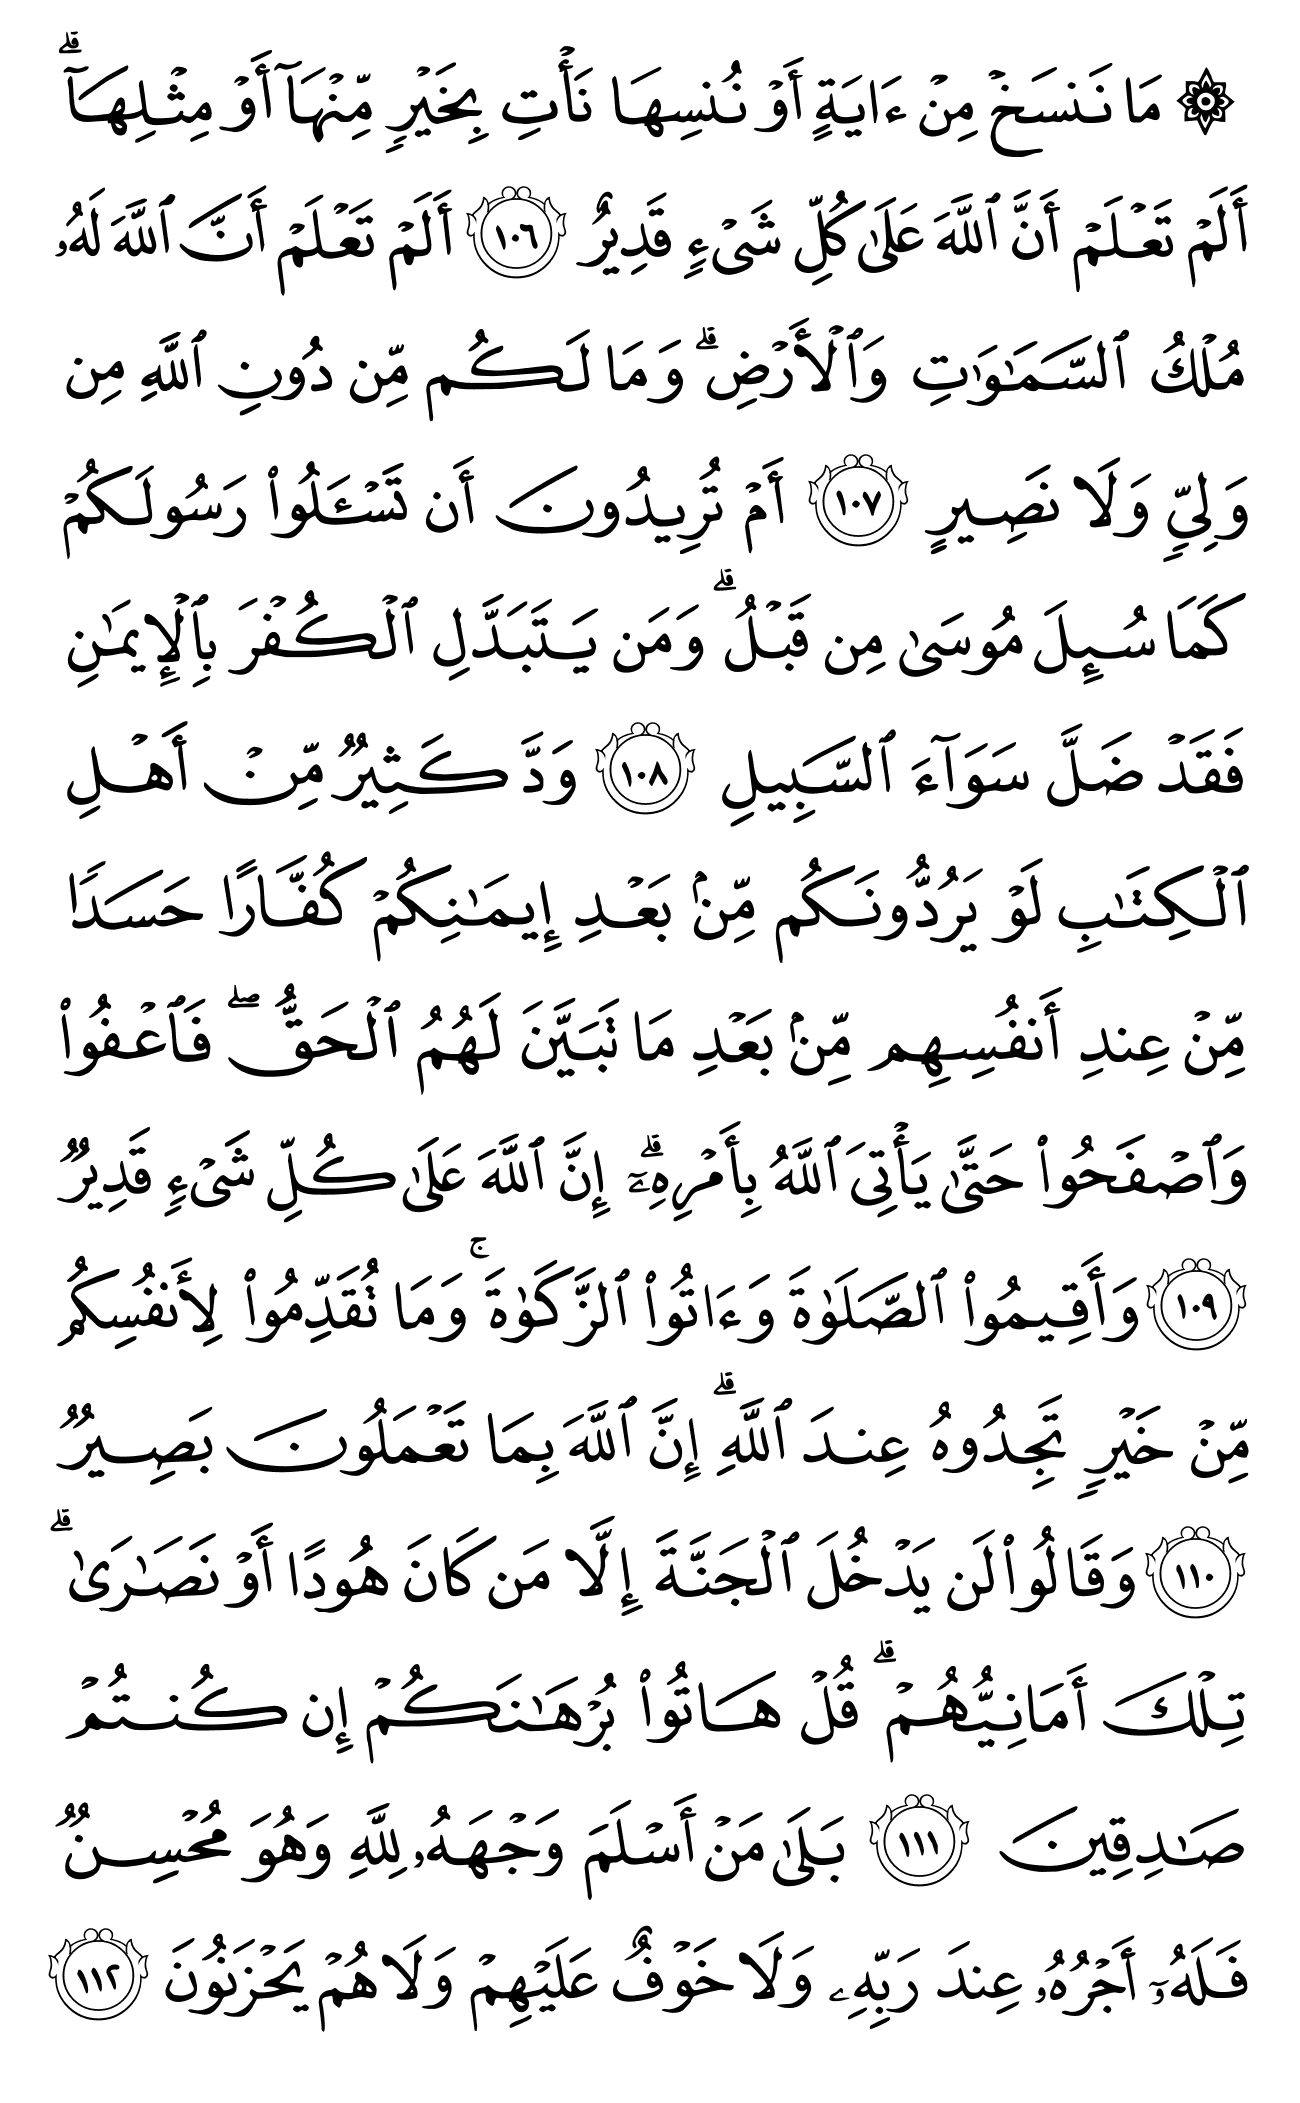 ۞ مَا نَنسَخۡ مِنۡ ءَايَةٍ أَوۡ نُنسِهَا نَأۡتِ بِخَيۡرٖ مِّنۡهَآ أَوۡ مِثۡلِهَآۗ
أَلَمۡ تَعۡلَمۡ أَنَّ ٱللَّهَ عَلَىٰ كُلِّ شَيۡءٖ قَدِيرٌ ١٠٦ أَلَمۡ تَعۡلَمۡ أَنَّ ٱللَّهَ لَهُۥ
مُلۡكُ ٱلسَّمَٰوَٰتِ وَٱلۡأَرۡضِۗ وَمَا لَكُم مِّن دُونِ ٱللَّهِ مِن
وَلِيّٖ وَلَا نَصِيرٍ ١٠٧ أَمۡ تُرِيدُونَ أَن تَسۡـَٔلُواْ رَسُولَكُمۡ
كَمَا سُئِلَ مُوسَىٰ مِن قَبۡلُۗ وَمَن يَتَبَدَّلِ ٱلۡكُفۡرَ بِٱلۡإِيمَٰنِ
فَقَدۡ ضَلَّ سَوَآءَ ٱلسَّبِيلِ ١٠٨ وَدَّ كَثِيرٞ مِّنۡ أَهۡلِ
ٱلۡكِتَٰبِ لَوۡ يَرُدُّونَكُم مِّنۢ بَعۡدِ إِيمَٰنِكُمۡ كُفَّارًا حَسَدٗا
مِّنۡ عِندِ أَنفُسِهِم مِّنۢ بَعۡدِ مَا تَبَيَّنَ لَهُمُ ٱلۡحَقُّۖ فَٱعۡفُواْ
وَٱصۡفَحُواْ حَتَّىٰ يَأۡتِيَ ٱللَّهُ بِأَمۡرِهِۦٓۗ إِنَّ ٱللَّهَ عَلَىٰ كُلِّ شَيۡءٖ قَدِيرٞ
١٠٩ وَأَقِيمُواْ ٱلصَّلَوٰةَ وَءَاتُواْ ٱلزَّكَوٰةَۚ وَمَا تُقَدِّمُواْ لِأَنفُسِكُم
مِّنۡ خَيۡرٖ تَجِدُوهُ عِندَ ٱللَّهِۗ إِنَّ ٱللَّهَ بِمَا تَعۡمَلُونَ بَصِيرٞ
١١٠ وَقَالُواْ لَن يَدۡخُلَ ٱلۡجَنَّةَ إِلَّا مَن كَانَ هُودًا أَوۡ نَصَٰرَىٰۗ
تِلۡكَ أَمَانِيُّهُمۡۗ قُلۡ هَاتُواْ بُرۡهَٰنَكُمۡ إِن كُنتُمۡ
صَٰدِقِينَ ١١١ بَلَىٰ مَنۡ أَسۡلَمَ وَجۡهَهُۥ لِلَّهِ وَهُوَ مُحۡسِنٞ
فَلَهُۥٓ أَجۡرُهُۥ عِندَ رَبِّهِۦ وَلَا خَوۡفٌ عَلَيۡهِمۡ وَلَا هُمۡ يَحۡزَنُونَ ١١٢